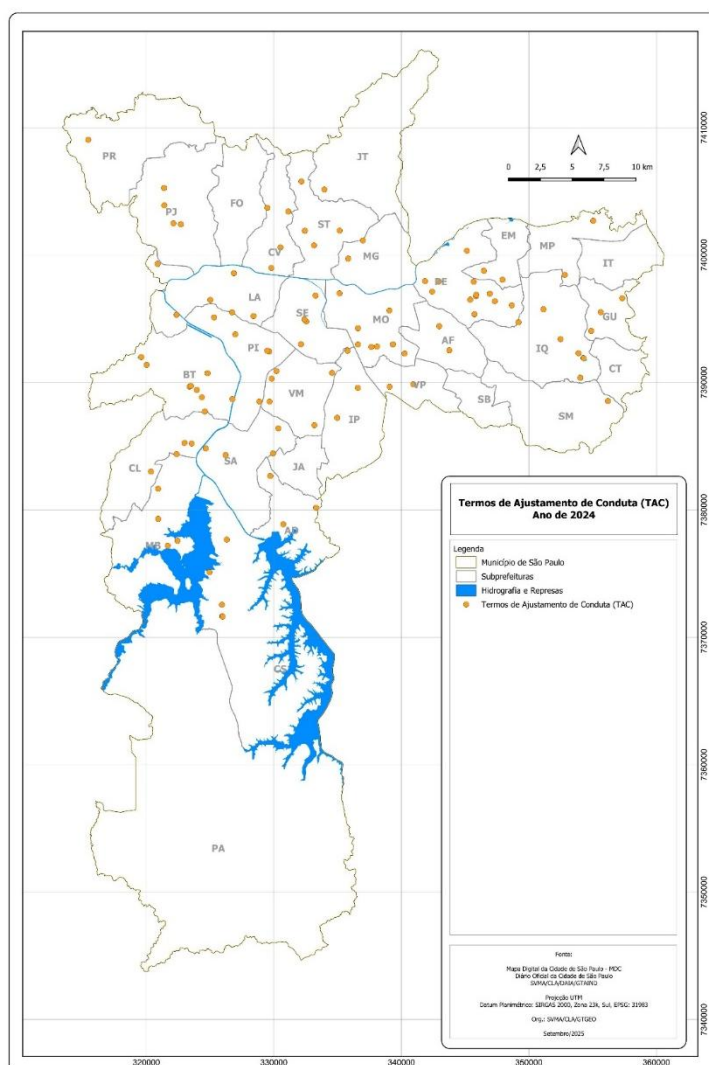 7410000
7400000
7390000
7380000
7370000
7360000
7350000
7340000
0 2,5 5 7,5 10 km
PR
JT
PJ
FO
ST
CV
MG
EM
MP
IT
PE
LA
SE
MO
GU
AF
IQ
PI
CT
BT
VM
IP
VP
SB
SM
CL
SA
JA
AD
MB
CS
PA
Termos de Ajustamento de Conduta (TAC)
Ano de 2024
Legenda
Município de São Paulo
Subprefeituras
Hidrografia e Represas
Termos de Ajustamento de Conduta (TAC)
Fonte:
Mapa Digital da Cidade de São Paulo - MDC
Diário Oficial da Cidade de São Paulo
SVMA/CLA/DAIA/GTAIND
Projeção UTM
Datum Planimétrico: SIRGAS 2000, Zona 23k, Sul, EPSG: 31983
Org.: SVMA/CLA/GTGEO
Setembro/2025
320000 330000 340000 350000 360000